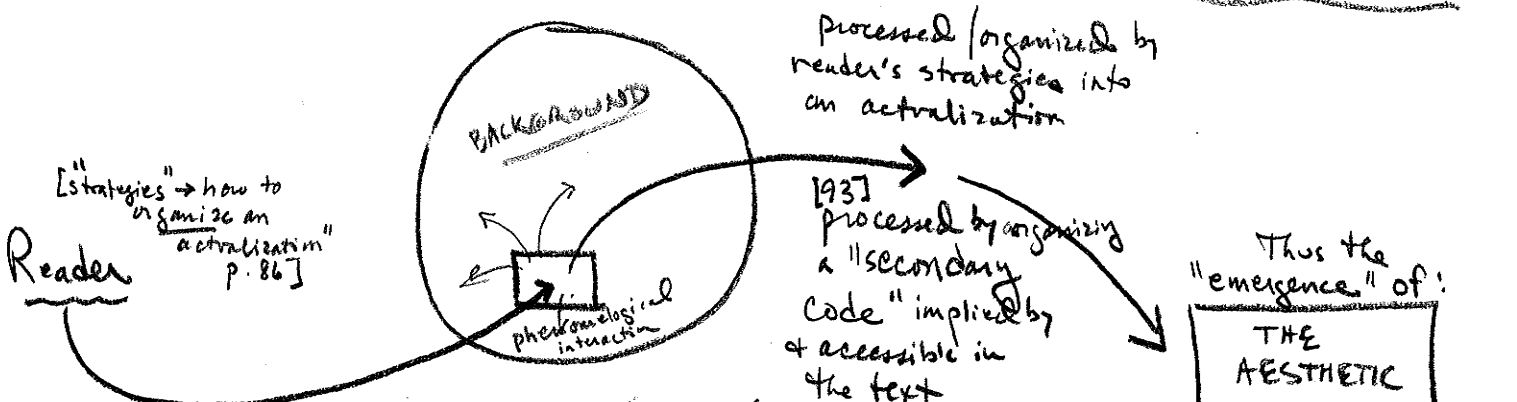 ["strategies" → how to
organize an
actualization"
p. 86]
Reader
BACKGROUND
phenomelogical
interaction
processed / organized by
reader's strategies into
an actualization
[93]
processed by organizing
a "secondary
code" implied by
& accessible in
the text
Thus the
"emergence" of:
THE
AESTHETIC